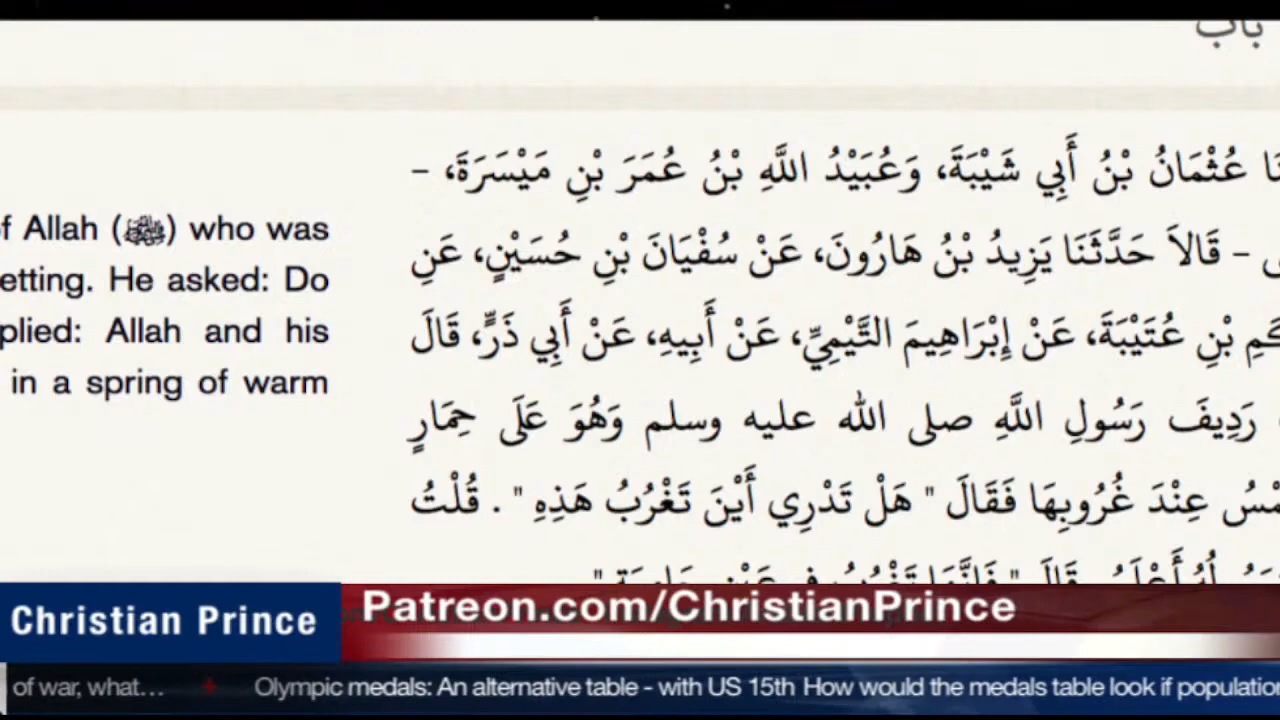 باب
عُثْمَانُ بْنُ أَبِي شَيْبَةَ، وَعُبَيْدُ اللَّهِ بْنُ عُمَرَ بْنِ مَيْسَرَةَ، -
- قَالاَ حَدَّثَنَا يَزِيدُ بْنُ هَارُونَ، عَنْ سُفْيَانَ بْنِ حُسَيْنٍ، عَنِ
بْنِ عُتَيْبَةَ، عَنْ إِبْرَاهِيمَ التَّيْمِيِّ، عَنْ أَبِيهِ، عَنْ أَبِي ذَرٍّ، قَالَ
رَدِيفَ رَسُولِ اللَّهِ صلى الله عليه وسلم وَهُوَ عَلَى حِمَارٍ
عِنْدَ غُرُوبِهَا فَقَالَ " هَلْ تَدْرِي أَيْنَ تَغْرُبُ هَذِهِ " . قُلْتُ
of Allah (ﷺ) who was
etting. He asked: Do
plied: Allah and his
in a spring of warm
Christian Prince
Patreon.com/ChristianPrince
of war, what… Olympic medals: An alternative table - with US 15th How would the medals table look if population